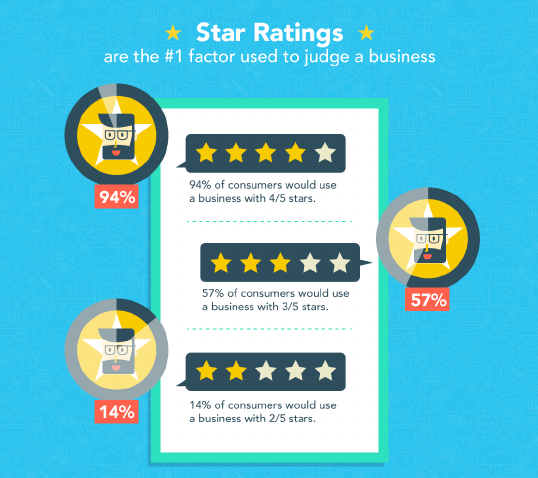 Star Ratings
are the #1 factor used to judge a business
94% of consumers would use
a business with 4/5 stars.
94%
57% of consumers would use
a business with 3/5 stars.
57%
14% of consumers would use
a business with 2/5 stars.
14%